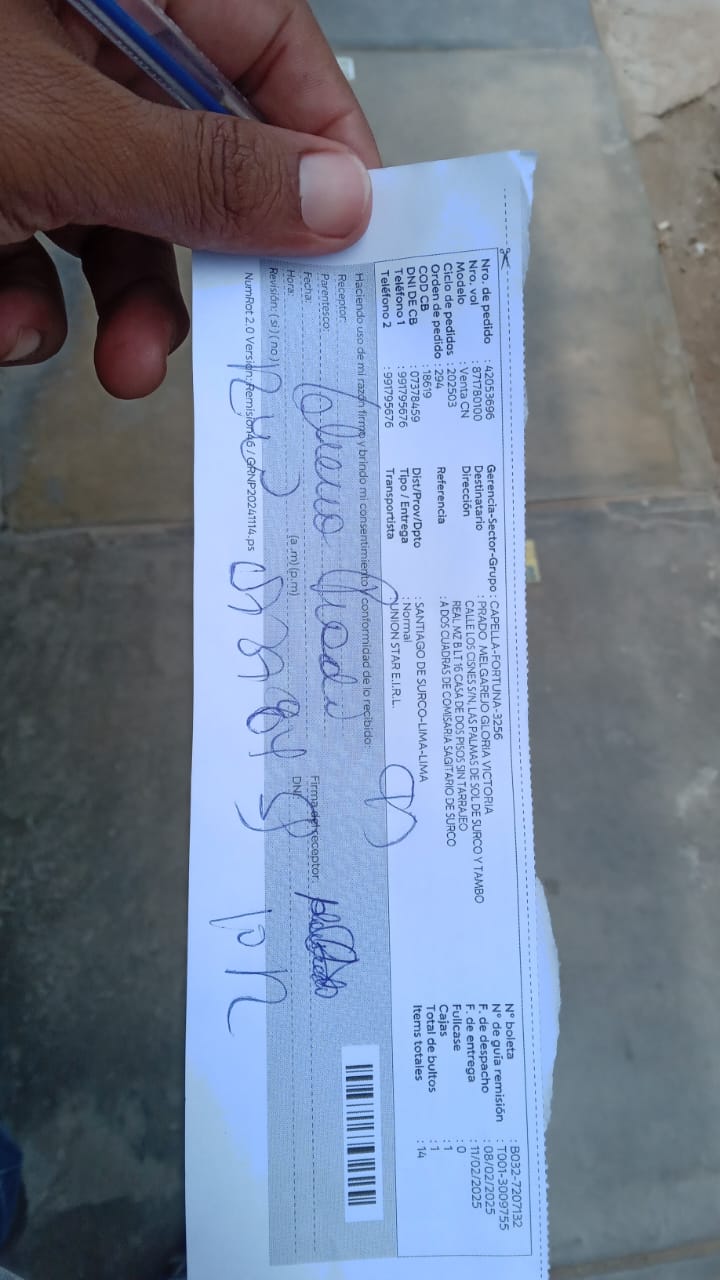 Nro. de pedido : 42053696
Nro. vol : 871780100
Modelo : Venta CN
Ciclo de pedidos : 202503
Orden de pedido : 294
COD CB : 18619
DNI DE CB : 07378459
Teléfono 1 : 991795676
Teléfono 2 : 991795676
Gerencia-Sector-Grupo : CAPELLA-FORTUNA-3256
Destinatario : PRADO MELGAREJO GLORIA VICTORIA
Dirección : CALLE LOS CISNES S/N, LAS PALMAS DE SOL DE SURCO Y TAMBO
REAL MZ B LT 16 CASA DE DOS PISOS SIN TARRAJEO
Referencia : A DOS CUADRAS DE COMISARIA SAGITARIO DE SURCO
Dist/Prov/Dpto : SANTIAGO DE SURCO-LIMA-LIMA
Tipo / Entrega : Normal
Transportista : UNION STAR E.I.R.L.
N° boleta : B032-7207132
N° de guía remisión : T001-3009755
F. de despacho : 08/02/2025
F. de entrega : 11/02/2025
Fullcase : 0
Cajas : 1
Total de bultos : 1
Items totales : 14
Haciendo uso de mi razón firmo y brindo mi consentimiento y conformidad de lo recibido:
Receptor:
Parentesco: Firma del receptor:
Fecha: DNI:
Hora: (a .m) (p.m)
Revisión: ( si ) ( no )
NumRot 2.0 Version: Remision46 / GRNP20241114.ps